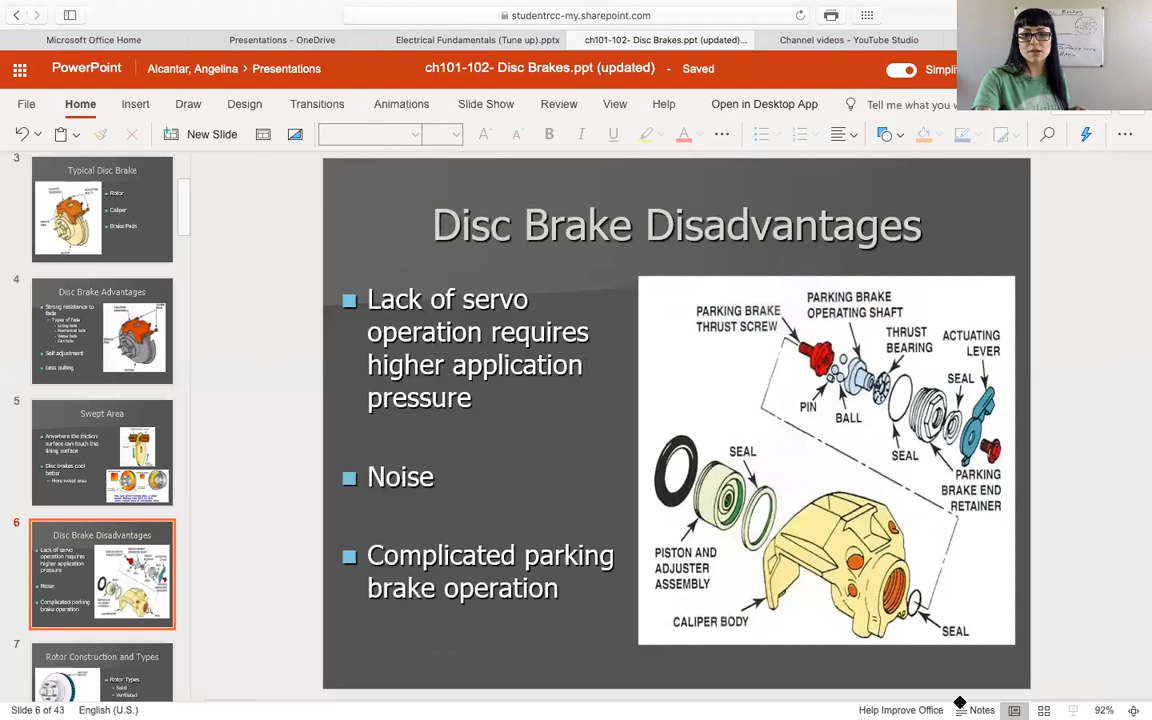 studentrcc-my.sharepoint.com
Microsoft Office Home
Presentations - OneDrive
Electrical Fundamentals (Tune up).pptx
ch101-102- Disc Brakes.ppt (updated)...
Channel videos - YouTube Studio
PowerPoint
Alcantar, Angelina > Presentations
ch101-102- Disc Brakes.ppt (updated) - Saved
Simplif
File
Home
Insert
Draw
Design
Transitions
Animations
Slide Show
Review
View
Help
Open in Desktop App
Tell me what you w
New Slide
3
Typical Disc Brake
Rotor
Caliper
Brake Pads
4
Disc Brake Advantages
Strong resistance to
fade
Types of fade
Self adjustment
Less pulling
5
Swept Area
Anywhere the friction
surface can touch the
lining surface
Disc brakes cool
better
More swept area
6
Disc Brake Disadvantages
Lack of servo
operation requires
higher application
pressure
Noise
Complicated parking
brake operation
7
Rotor Construction and Types
Rotor Types
Solid
Ventilated
Disc Brake Disadvantages
Lack of servo
operation requires
higher application
pressure
Noise
Complicated parking
brake operation
PARKING BRAKE
THRUST SCREW
PARKING BRAKE
OPERATING SHAFT
THRUST
BEARING
ACTUATING
LEVER
SEAL
PIN
BALL
SEAL
PARKING
BRAKE END
RETAINER
SEAL
PISTON AND
ADJUSTER
ASSEMBLY
CALIPER BODY
SEAL
Slide 6 of 43
English (U.S.)
Help Improve Office
Notes
92%